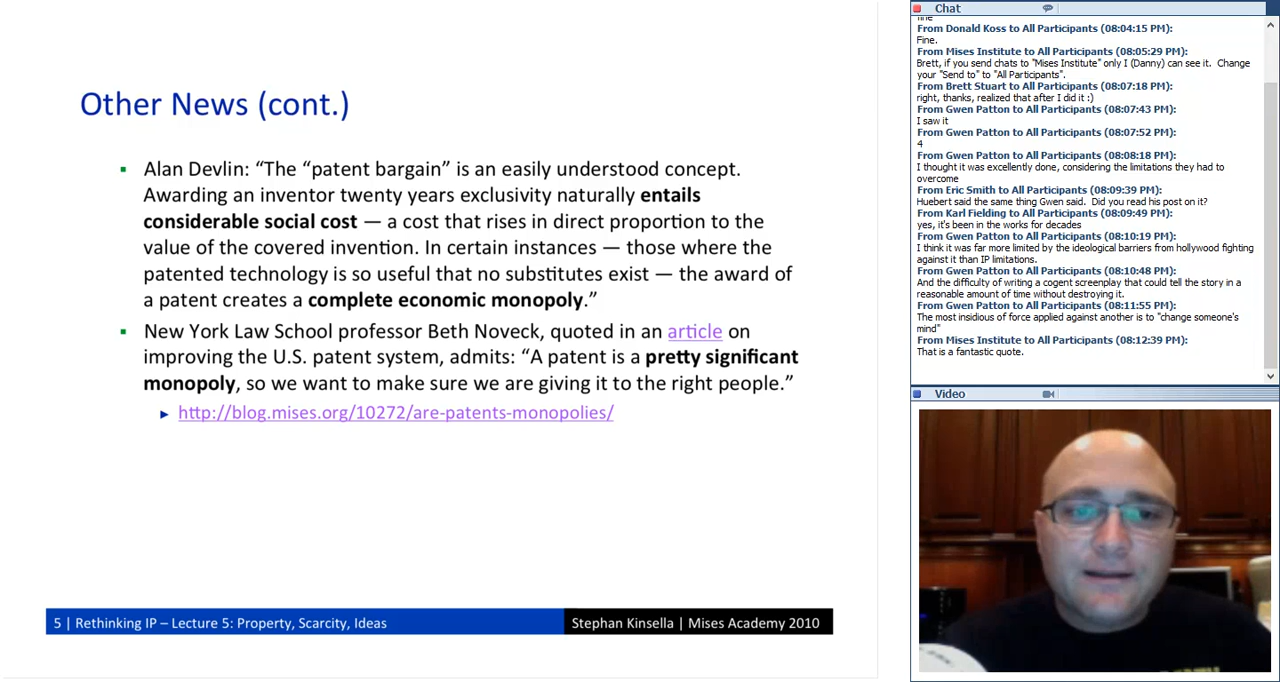 Other News (cont.)
Alan Devlin: “The “patent bargain” is an easily understood concept.
Awarding an inventor twenty years exclusivity naturally entails
considerable social cost — a cost that rises in direct proportion to the
value of the covered invention. In certain instances — those where the
patented technology is so useful that no substitutes exist — the award of
a patent creates a complete economic monopoly.”
New York Law School professor Beth Noveck, quoted in an article on
improving the U.S. patent system, admits: “A patent is a pretty significant
monopoly, so we want to make sure we are giving it to the right people.”
http://blog.mises.org/10272/are-patents-monopolies/
5 | Rethinking IP – Lecture 5: Property, Scarcity, Ideas
Stephan Kinsella | Mises Academy 2010
Chat
fine
From Donald Koss to All Participants (08:04:15 PM):
Fine.
From Mises Institute to All Participants (08:05:29 PM):
Brett, if you send chats to "Mises Institute" only I (Danny) can see it. Change
your "Send to" to "All Participants".
From Brett Stuart to All Participants (08:07:18 PM):
right, thanks, realized that after I did it :)
From Gwen Patton to All Participants (08:07:43 PM):
I saw it
From Gwen Patton to All Participants (08:07:52 PM):
4
From Gwen Patton to All Participants (08:08:18 PM):
I thought it was excellently done, considering the limitations they had to
overcome
From Eric Smith to All Participants (08:09:39 PM):
Huebert said the same thing Gwen said. Did you read his post on it?
From Karl Fielding to All Participants (08:09:49 PM):
yes, it's been in the works for decades
From Gwen Patton to All Participants (08:10:19 PM):
I think it was far more limited by the ideological barriers from hollywood fighting
against it than IP limitations.
From Gwen Patton to All Participants (08:10:48 PM):
And the difficulty of writing a cogent screenplay that could tell the story in a
reasonable amount of time without destroying it.
From Gwen Patton to All Participants (08:11:55 PM):
The most insidious of force applied against another is to "change someone's
mind"
From Mises Institute to All Participants (08:12:39 PM):
That is a fantastic quote.
Video